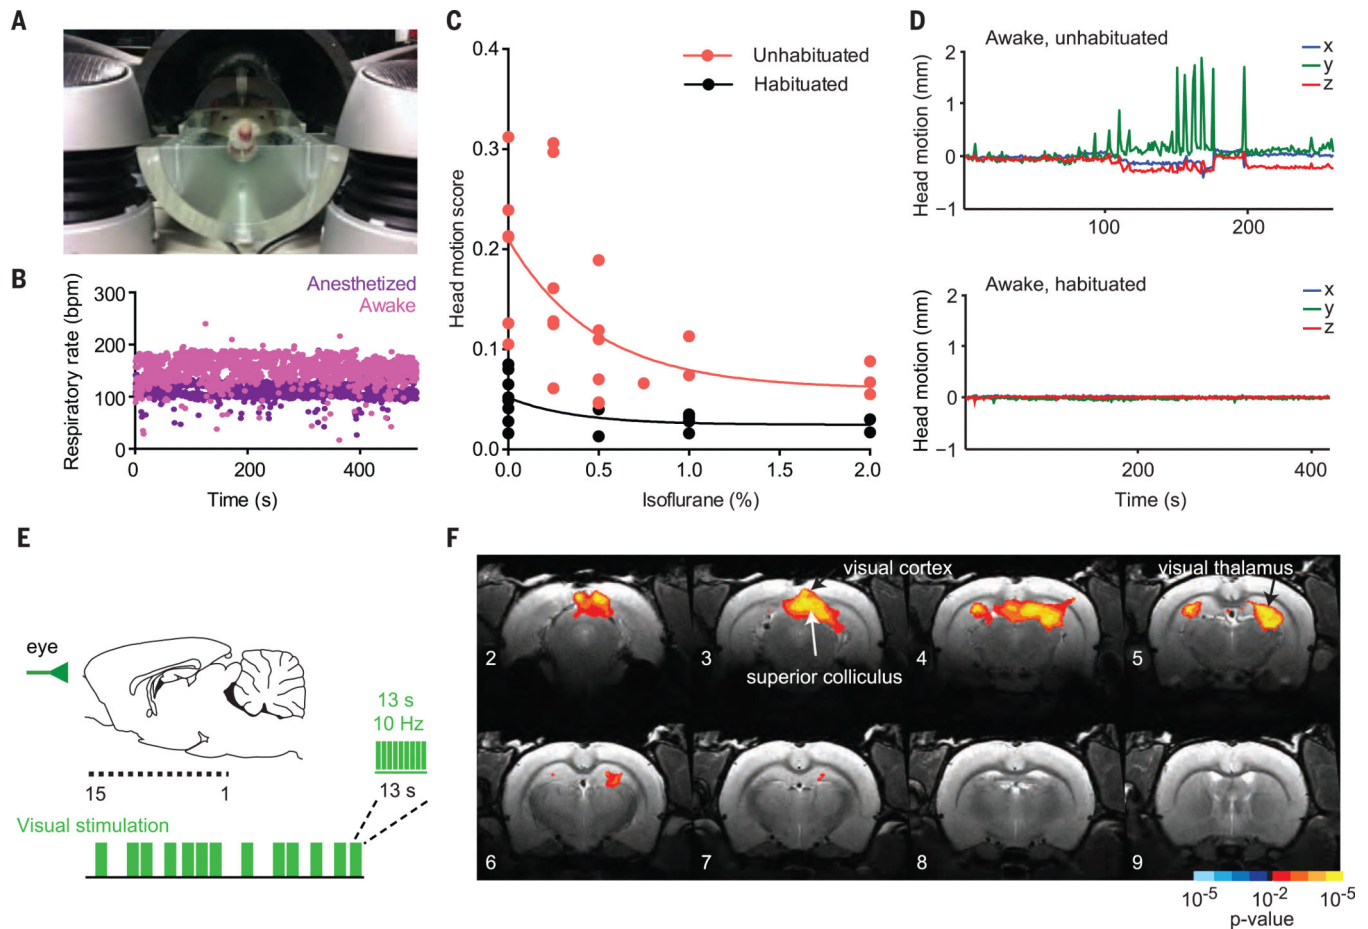 A
B
Respiratory rate (bpm)
300
200
100
0
Anesthetized
Awake
0
200
400
Time (s)
C
Head motion score
0.4
0.3
0.2
0.1
0.0
Unhabituated
Habituated
0.0
0.5
1.0
1.5
2.0
Isoflurane (%)
D
Awake, unhabituated
x
y
z
Head motion (mm)
2
1
0
−1
100
200
Awake, habituated
x
y
z
Head motion (mm)
2
1
0
−1
200
400
Time (s)
E
eye
15
1
13 s
10 Hz
13 s
Visual stimulation
F
visual cortex
visual thalamus
superior colliculus
2
3
4
5
6
7
8
9
10-5
10-2
10-5
p-value